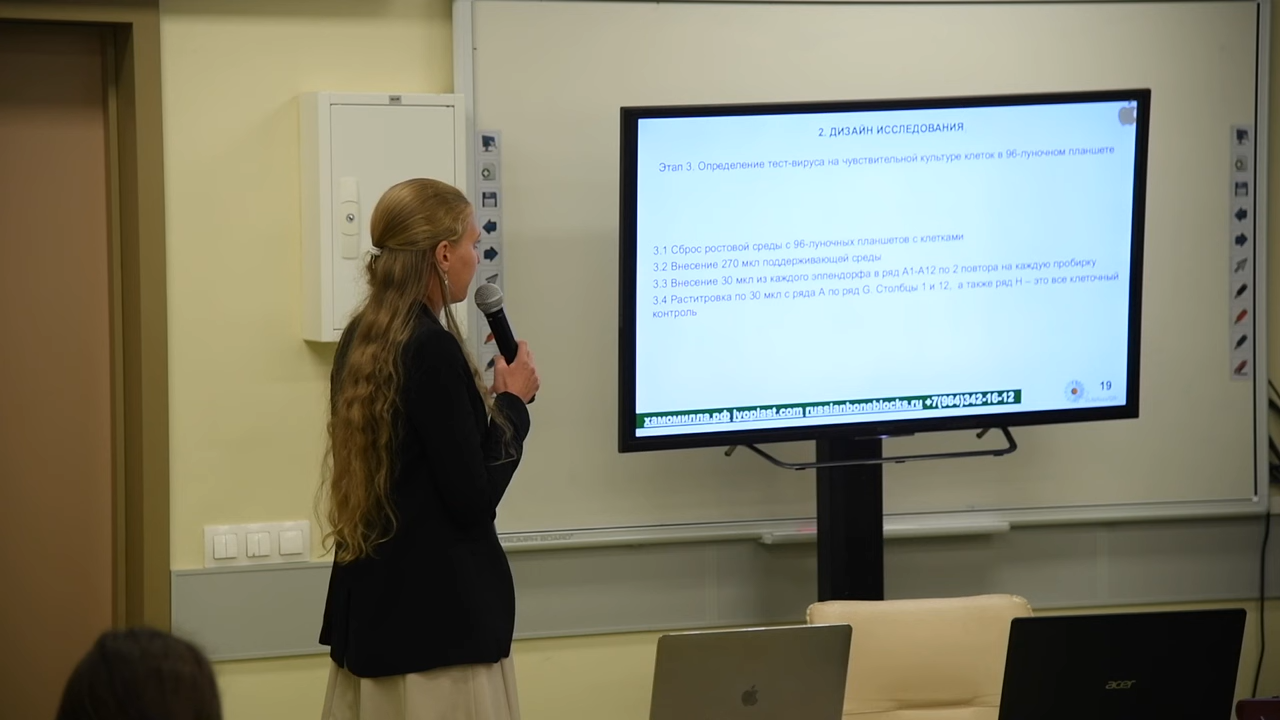 2. ДИЗАЙН ИССЛЕДОВАНИЯ
Этап 3. Определение тест-вируса на чувствительной культуре клеток в 96-луночном планшете
3.1 Сброс ростовой среды с 96-луночных планшетов с клетками
3.2 Внесение 270 мкл поддерживающей среды
3.3 Внесение 30 мкл из каждого эппендорфа в ряд А1-А12 по 2 повтора на каждую пробирку
3.4 Раститровка по 30 мкл с ряда А по ряд G. Столбцы 1 и 12, а также ряд Н – это все клеточный
контроль
19
хамомилла.рф lyoplast.com russianboneblocks.ru +7(964)342-16-12
TRIUMPH BOARD
acer